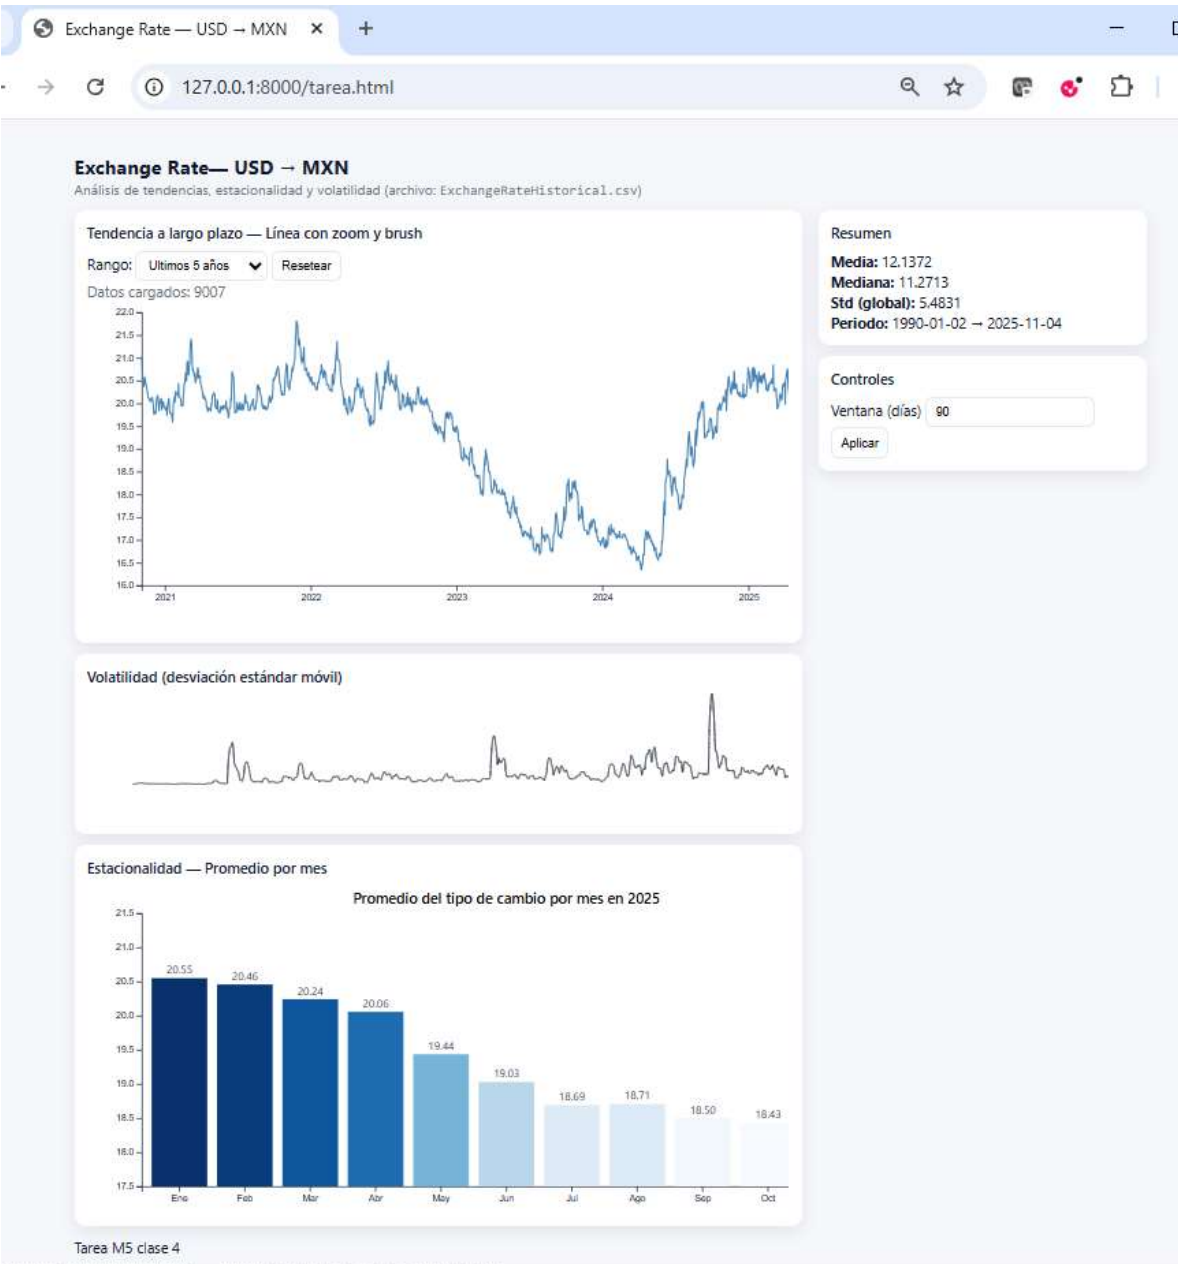 Exchange Rate — USD → MXN
127.0.0.1:8000/tarea.html
Exchange Rate— USD → MXN
Análisis de tendencias, estacionalidad y volatilidad (archivo: ExchangeRateHistorical.csv)
Tendencia a largo plazo — Línea con zoom y brush
Rango: Ultimos 5 años Resetear
Datos cargados: 9007
22.0
21.5
21.0
20.5
20.0
19.5
19.0
18.5
18.0
17.5
17.0
16.5
16.0
2021 2022 2023 2024 2025
Resumen
Media: 12.1372
Mediana: 11.2713
Std (global): 5.4831
Periodo: 1990-01-02 → 2025-11-04
Controles
Ventana (días) 90
Aplicar
Volatilidad (desviación estándar móvil)
Estacionalidad — Promedio por mes
Promedio del tipo de cambio por mes en 2025
21.5
21.0
20.5
20.0
19.5
19.0
18.5
18.0
17.5
20.55 20.46 20.24 20.06 19.44 19.03 18.69 18.71 18.50 18.43
Ene Feb Mar Abr May Jun Jul Ago Sep Oct
Tarea M5 clase 4